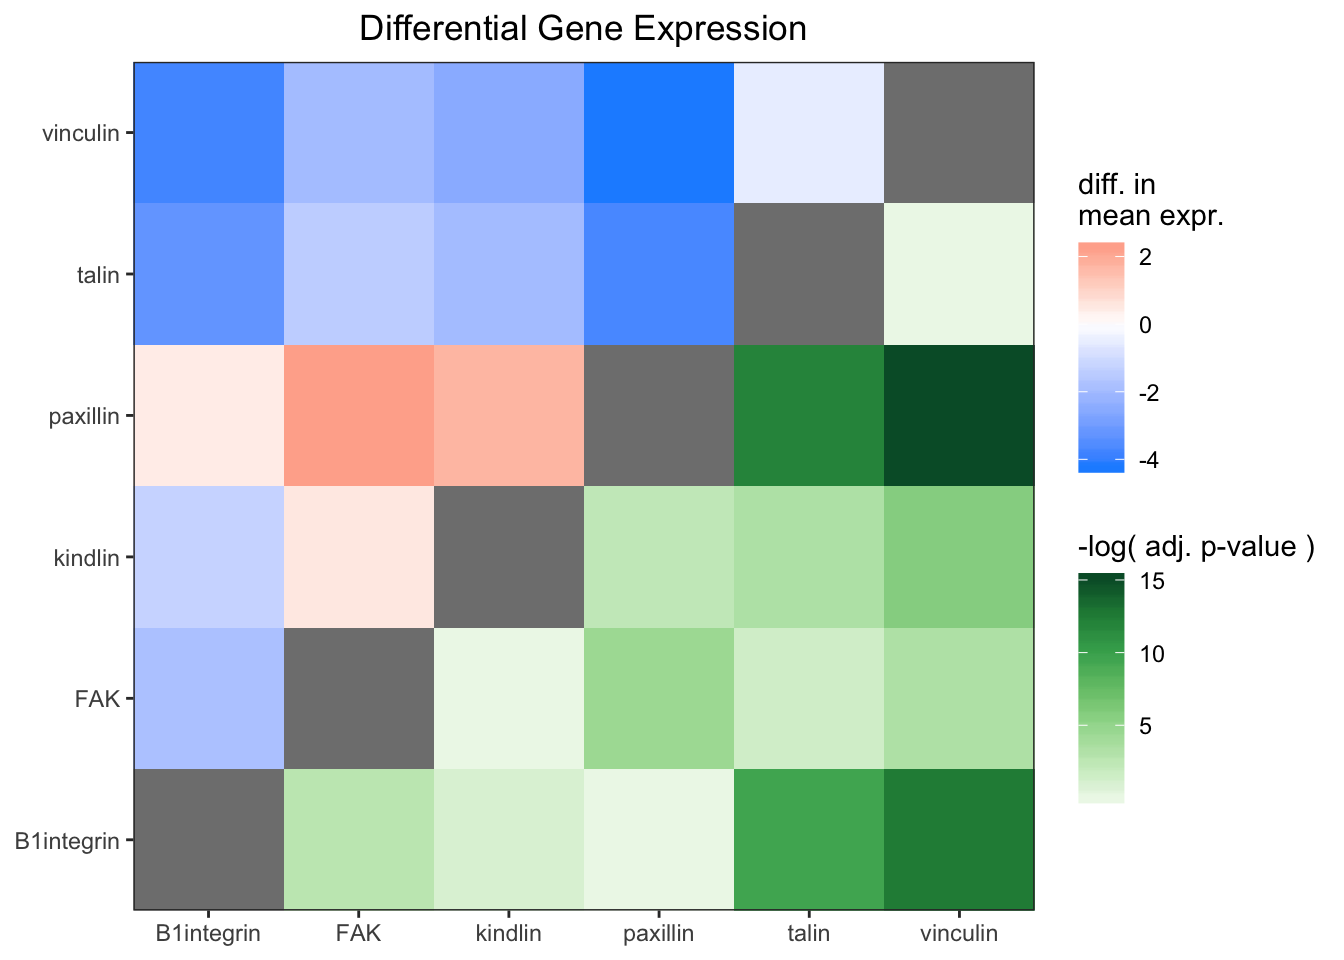 Differential Gene Expression
vinculin
talin
paxillin
kindlin
FAK
B1integrin
B1integrin
FAK
kindlin
paxillin
talin
vinculin
diff. in
mean expr.
2
0
-2
-4
-log( adj. p-value )
15
10
5